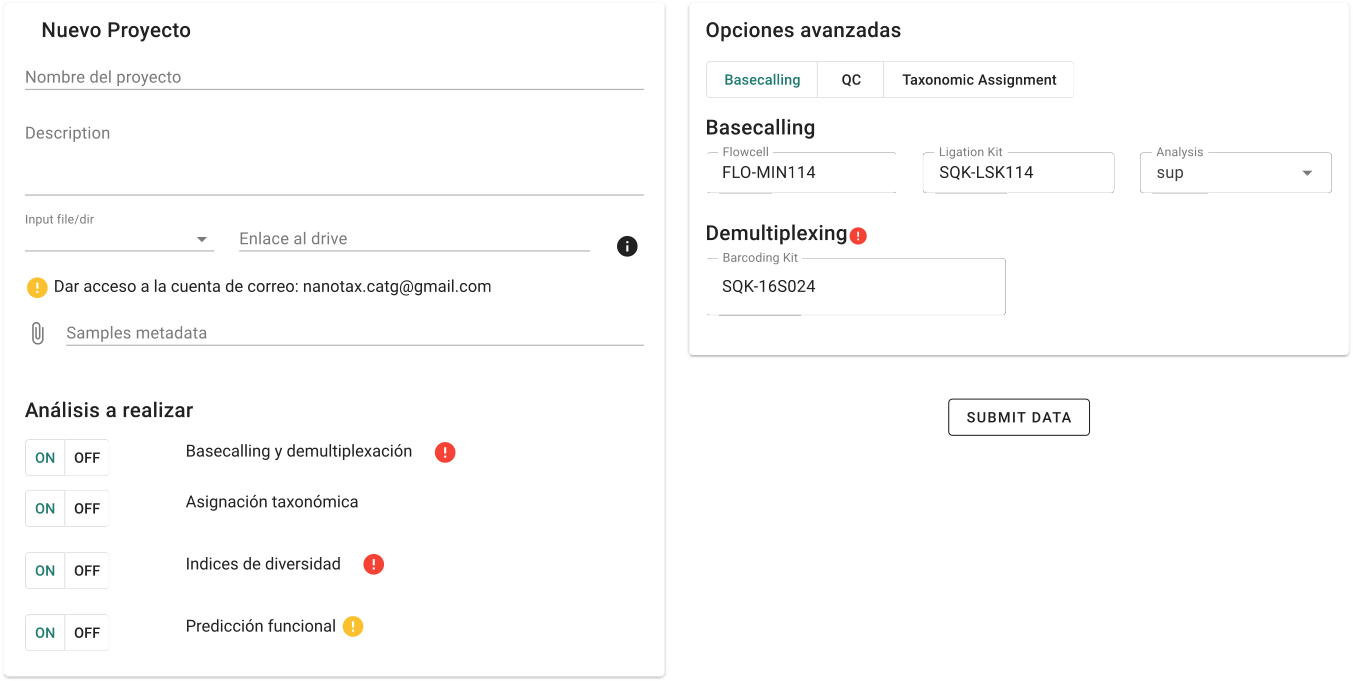 Nuevo Proyecto
Nombre del proyecto
Description
Input file/dir
Enlace al drive
Dar acceso a la cuenta de correo: nanotax.catg@gmail.com
Samples metadata
Análisis a realizar
ON OFF Basecalling y demultiplexación
ON OFF Asignación taxonómica
ON OFF Indices de diversidad
ON OFF Predicción funcional
Opciones avanzadas
Basecalling QC Taxonomic Assignment
Basecalling
Flowcell Ligation Kit Analysis
FLO-MIN114 SQK-LSK114 sup
Demultiplexing
Barcoding Kit
SQK-16S024
SUBMIT DATA